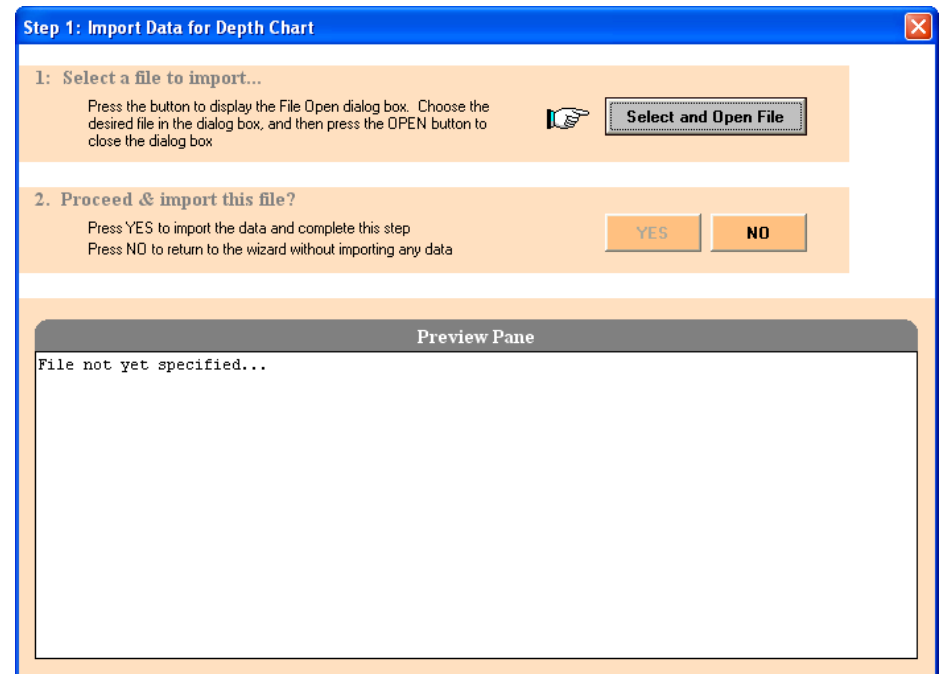 Step 1: Import Data for Depth Chart
1: Select a file to import...
Press the button to display the File Open dialog box. Choose the
desired file in the dialog box, and then press the OPEN button to
close the dialog box
Select and Open File
2. Proceed & import this file?
Press YES to import the data and complete this step
Press NO to return to the wizard without importing any data
YES
NO
Preview Pane
File not yet specified...